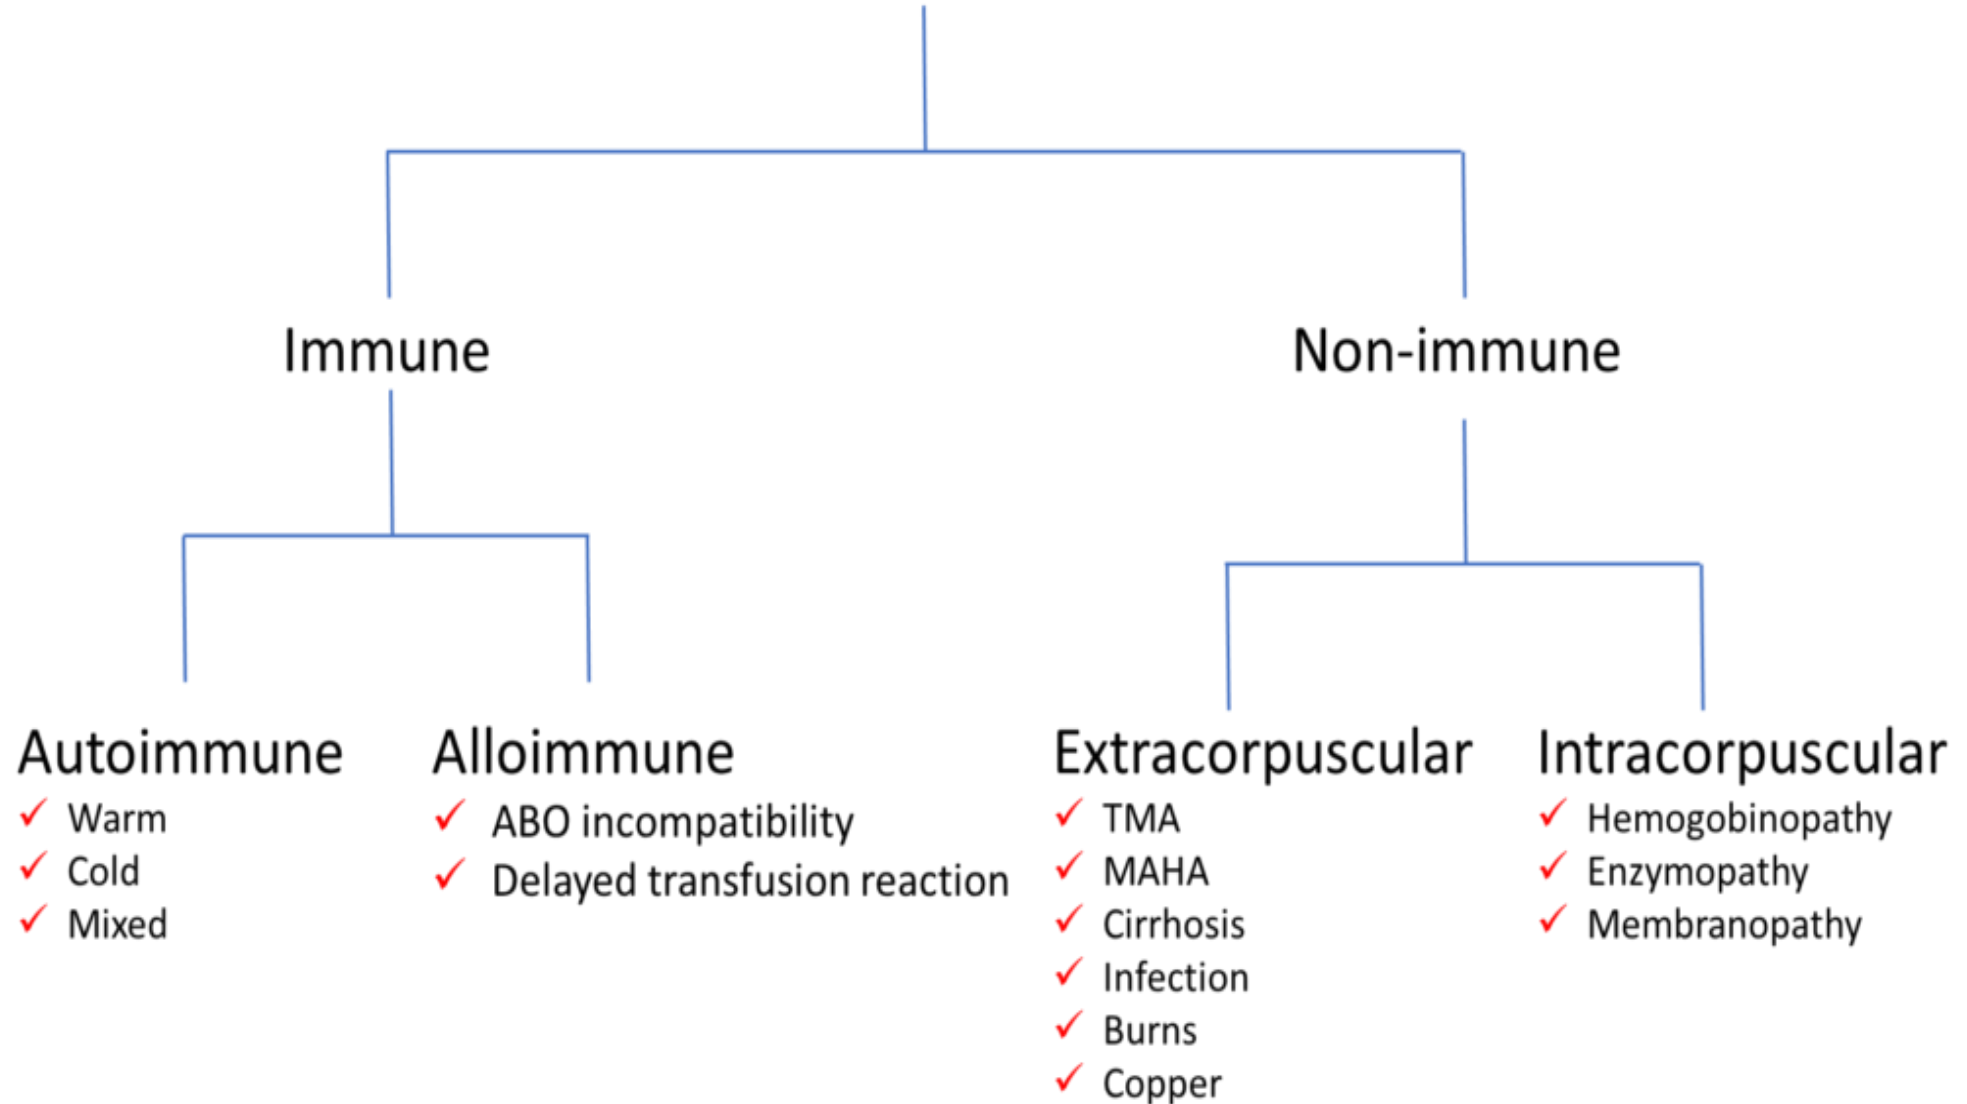 Immune
Non-immune
Autoimmune
Warm
Cold
Mixed
Alloimmune
ABO incompatibility
Delayed transfusion reaction
Extracorpuscular
TMA
MAHA
Cirrhosis
Infection
Burns
Copper
Intracorpuscular
Hemogobinopathy
Enzymopathy
Membranopathy